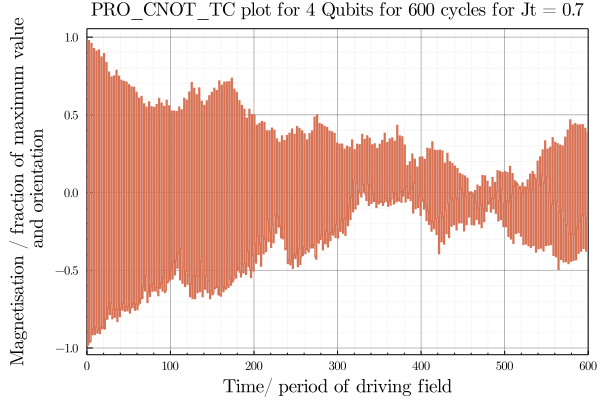 PRO_CNOT_TC plot for 4 Qubits for 600 cycles for Jt = 0.7
Magnetisation / fraction of maximum value
and orientation
1.0
0.5
0.0
−0.5
−1.0
0 100 200 300 400 500 600
Time/ period of driving field